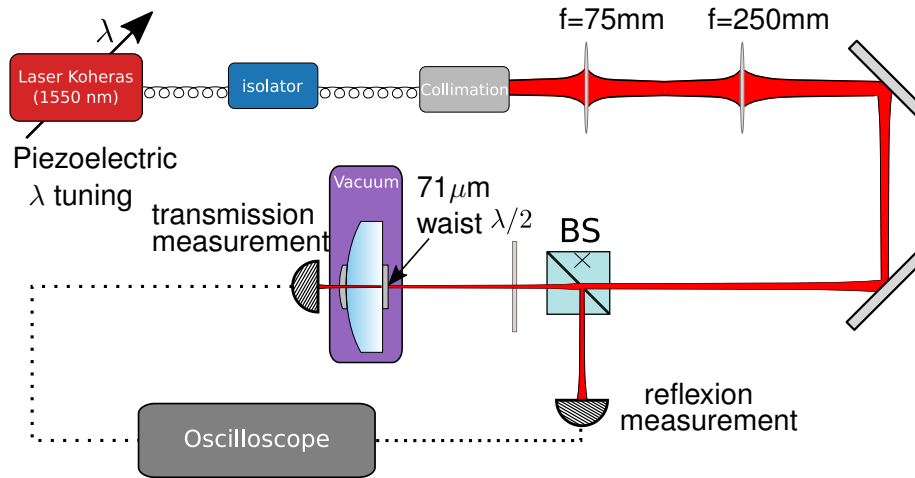 λ
f=75mm
f=250mm
Laser Koheras
(1550 nm)
isolator
Collimation
Piezoelectric
λ tuning
Vacuum
71μm
waist
λ/2
BS
transmission
measurement
reflexion
measurement
Oscilloscope